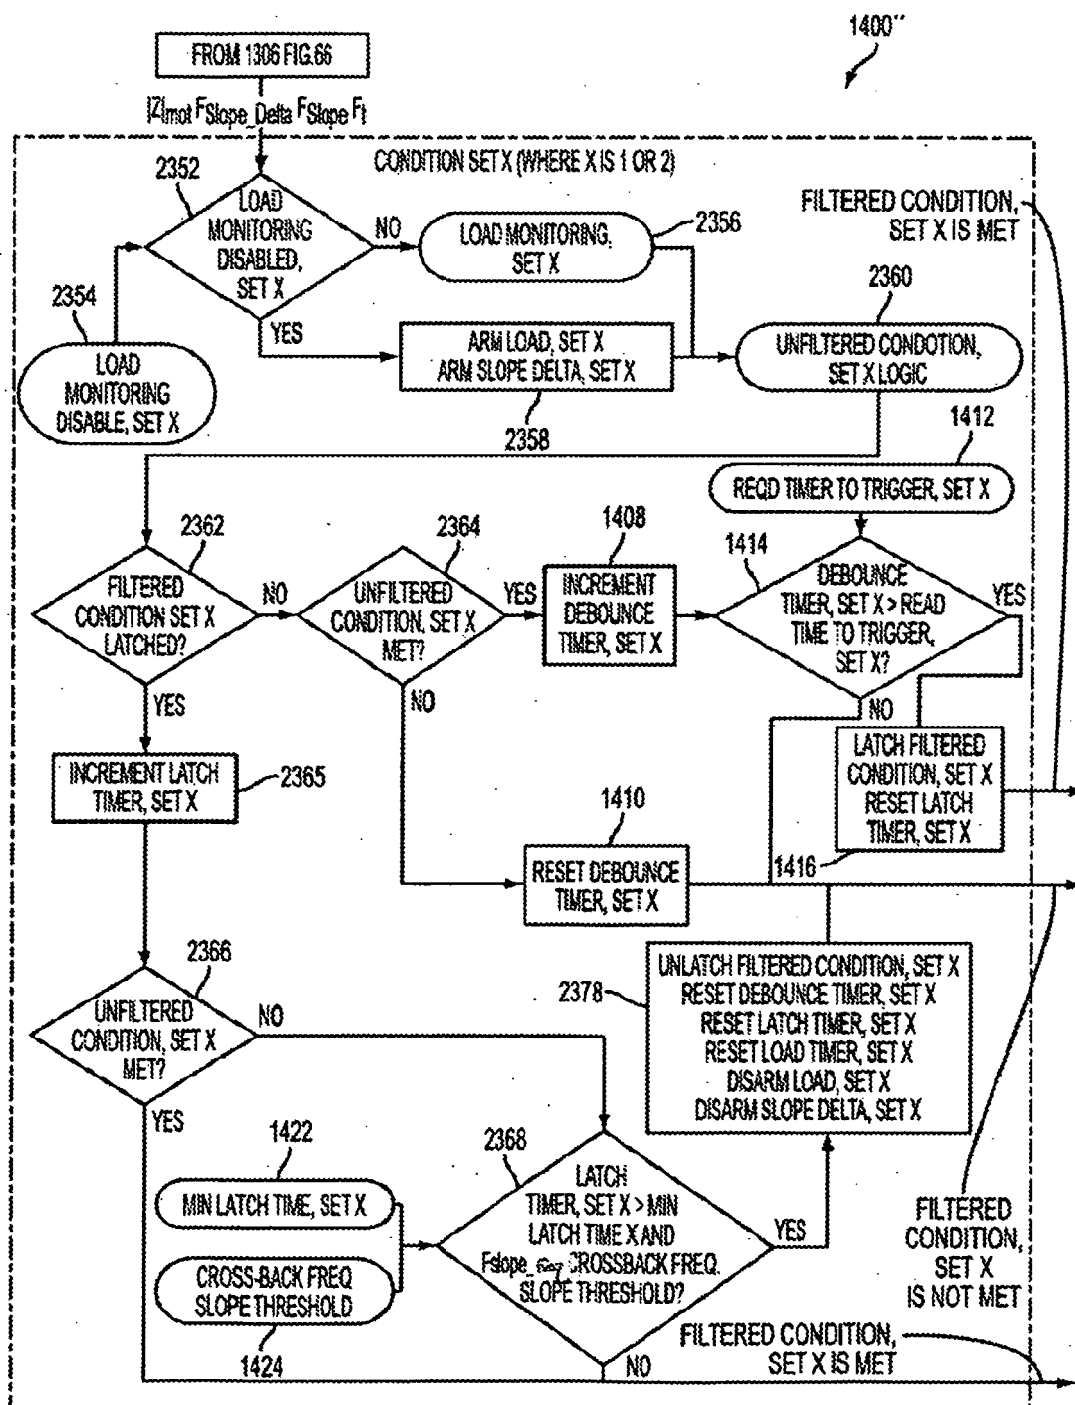 1400''
FROM 1306 FIG.66
|Z|mot FSlope_Delta FSlope Ft
CONDITION SET X (WHERE X IS 1 OR 2)
2352
LOAD
MONITORING
DISABLED,
SET X
NO
YES
LOAD MONITORING,
SET X
2356
FILTERED CONDITION,
SET X IS MET
2354
LOAD
MONITORING
DISABLE, SET X
ARM LOAD, SET X
ARM SLOPE DELTA, SET X
2358
2360
UNFILTERED CONDOTION,
SET X LOGIC
1412
REQD TIMER TO TRIGGER, SET X
2362
FILTERED
CONDITION SET X
LATCHED?
NO
YES
2364
UNFILTERED
CONDITION, SET X
MET?
YES
NO
1408
INCREMENT
DEBOUNCE
TIMER, SET X
1414
DEBOUNCE
TIMER, SET X > READ
TIME TO TRIGGER,
SET X?
YES
NO
INCREMENT LATCH
TIMER, SET X
2365
LATCH FILTERED
CONDITION, SET X
RESET LATCH
TIMER, SET X
1416
1410
RESET DEBOUNCE
TIMER, SET X
2366
UNFILTERED
CONDITION, SET X
MET?
NO
YES
2378
UNLATCH FILTERED CONDITION, SET X
RESET DEBOUNCE TIMER, SET X
RESET LATCH TIMER, SET X
RESET LOAD TIMER, SET X
DISARM LOAD, SET X
DISARM SLOPE DELTA, SET X
1422
MIN LATCH TIME, SET X
CROSS-BACK FREQ
SLOPE THRESHOLD
1424
2368
LATCH
TIMER, SET X > MIN
LATCH TIME X AND
Fslope_ CROSSBACK FREQ.
SLOPE THRESHOLD?
YES
NO
FILTERED
CONDITION,
SET X
IS NOT MET
FILTERED CONDITION,
SET X IS MET